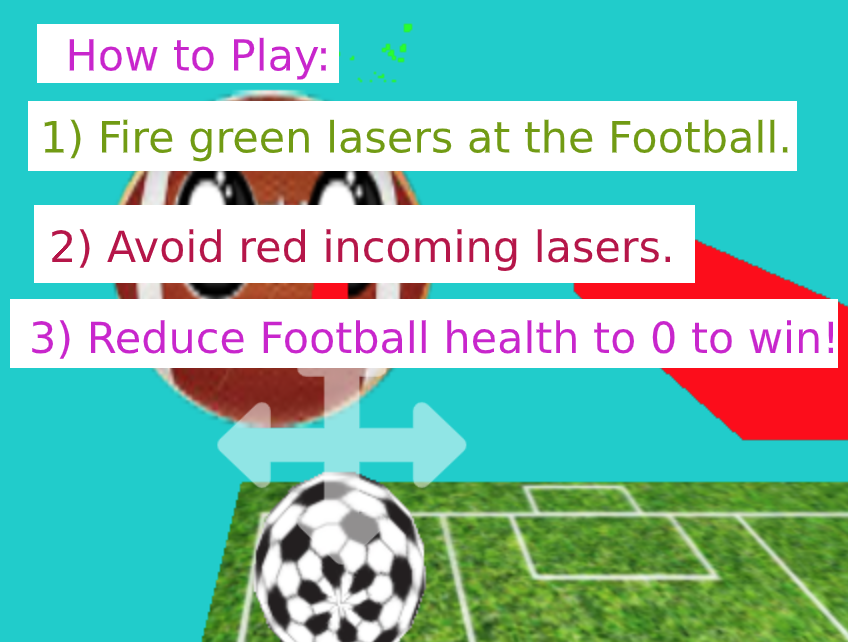 How to Play:
1) Fire green lasers at the Football.
2) Avoid red incoming lasers.
3) Reduce Football health to 0 to win!